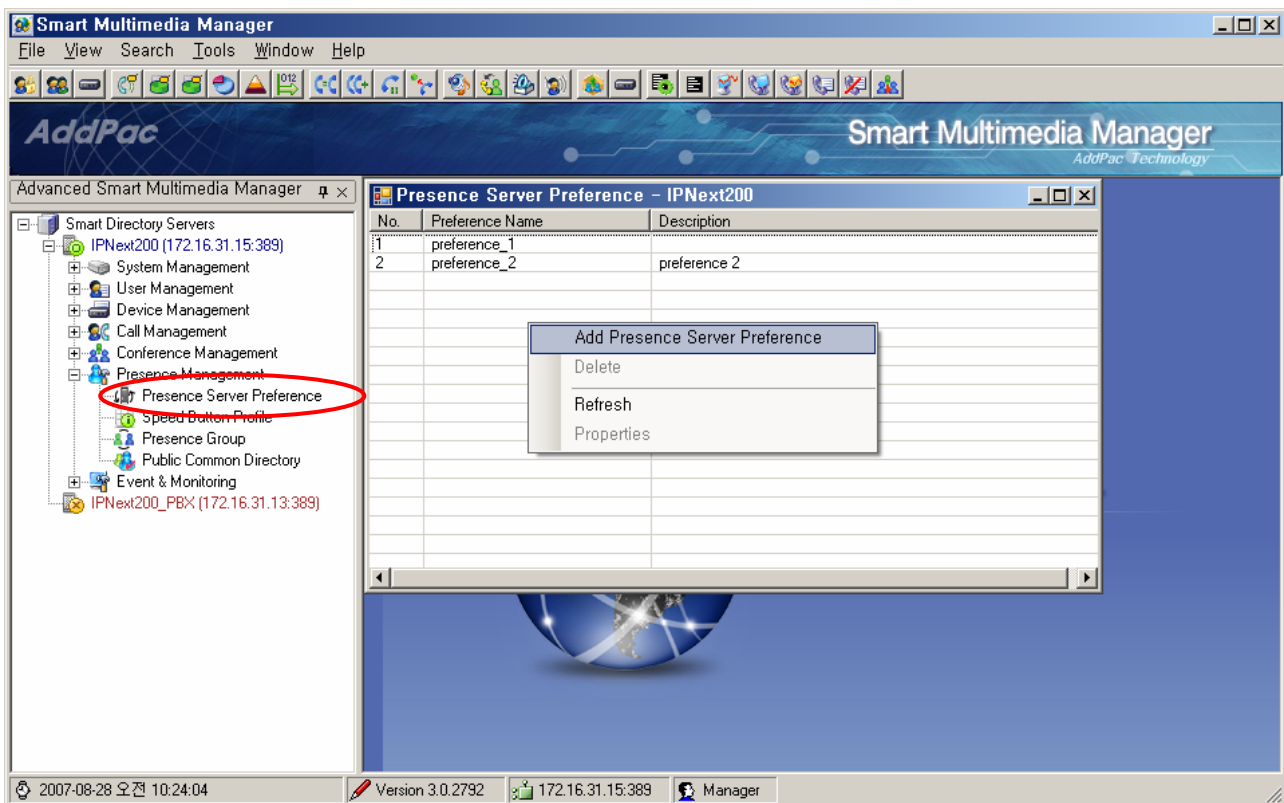 Smart Multimedia Manager
File View Search Tools Window Help
012
AddPac
Smart Multimedia Manager
AddPac Technology
Advanced Smart Multimedia Manager
Smart Directory Servers
IPNext200 (172.16.31.15:389)
System Management
User Management
Device Management
Call Management
Conference Management
Presence Management
Presence Server Preference
Speed Button Profile
Presence Group
Public Common Directory
Event & Monitoring
IPNext200_PBX (172.16.31.13:389)
Presence Server Preference - IPNext200
No. Preference Name Description
1 preference_1
2 preference_2 preference 2
Add Presence Server Preference
Delete
Refresh
Properties
2007-08-28 오전 10:24:04 Version 3.0.2792 172.16.31.15:389 Manager